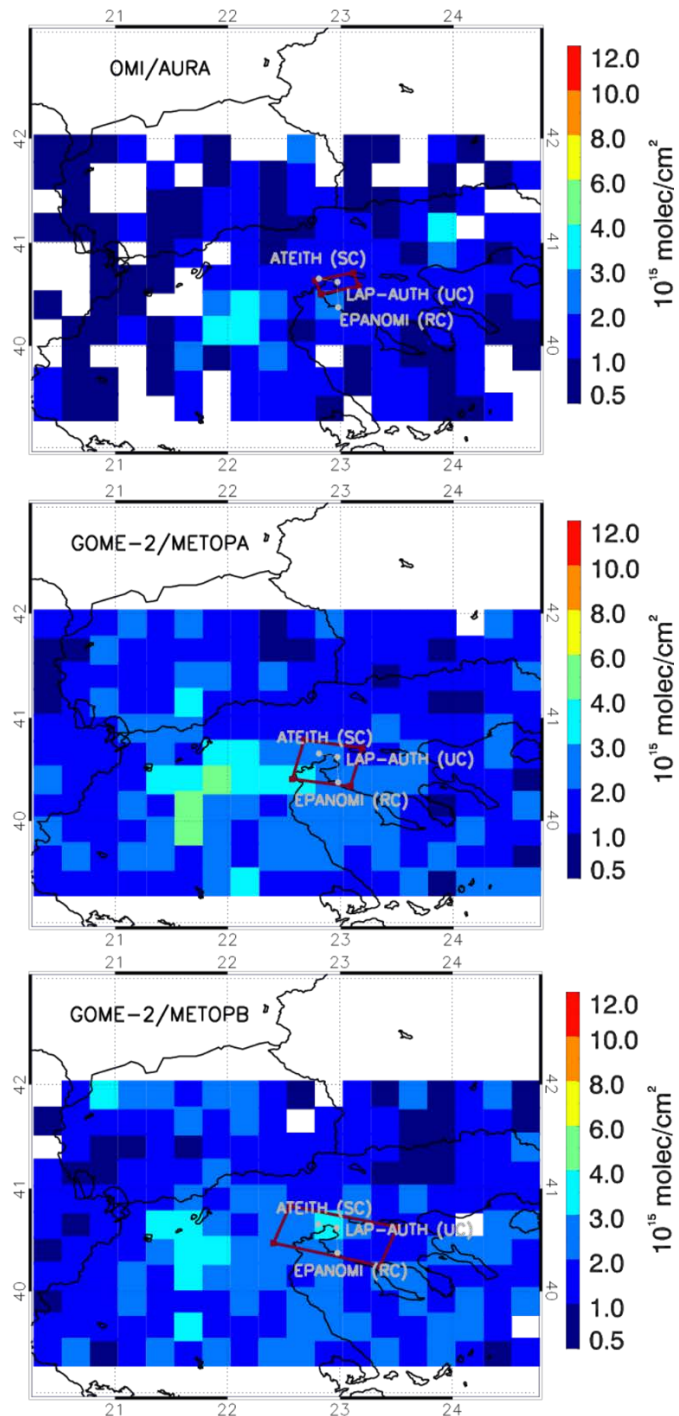 21 22 23 24
OMI/AURA
42
42
41
41
ATEITH (SC)
LAP-AUTH (UC)
EPANOMI (RC)
40
40
21 22 23 24
12.0
10.0
8.0
6.0
4.0
3.0
2.0
1.0
0.5
10¹⁵ molec/cm²
21 22 23 24
GOME-2/METOPA
42
42
41
41
ATEITH (SC)
LAP-AUTH (UC)
EPANOMI (RC)
40
40
21 22 23 24
12.0
10.0
8.0
6.0
4.0
3.0
2.0
1.0
0.5
10¹⁵ molec/cm²
21 22 23 24
GOME-2/METOPB
42
42
41
41
ATEITH (SC)
LAP-AUTH (UC)
EPANOMI (RC)
40
40
21 22 23 24
12.0
10.0
8.0
6.0
4.0
3.0
2.0
1.0
0.5
10¹⁵ molec/cm²